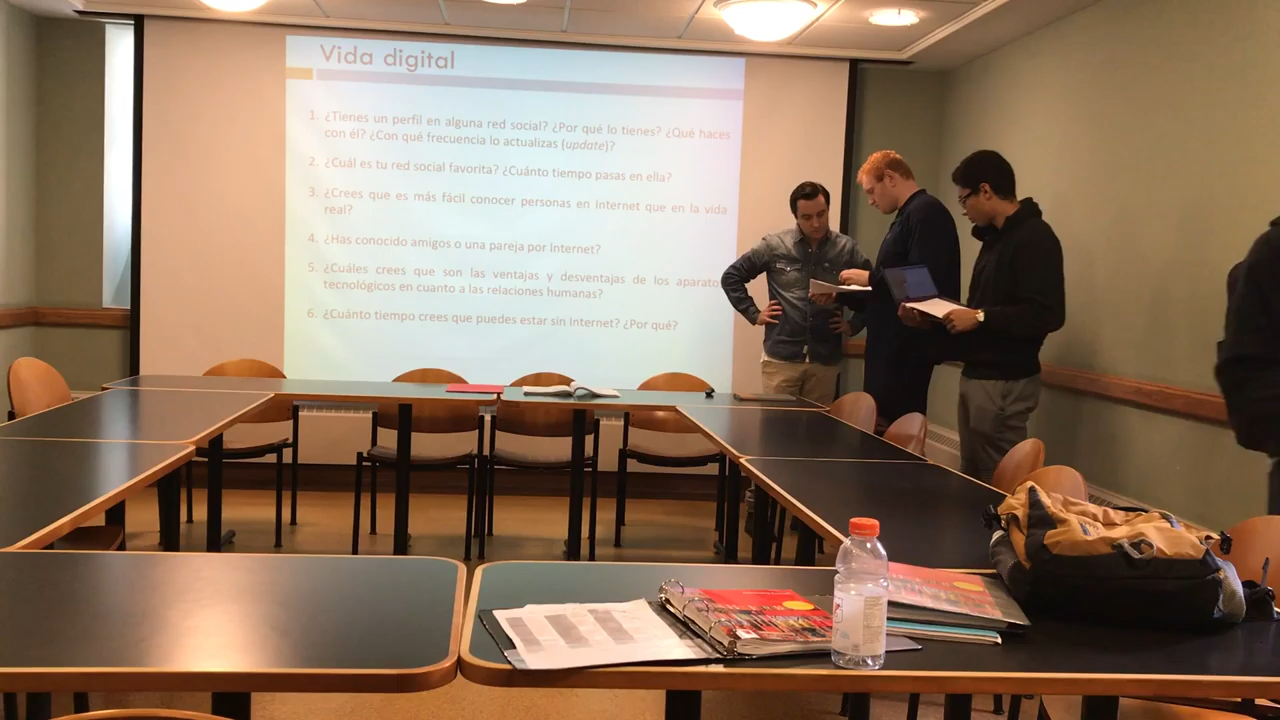 Vida digital
1. ¿Tienes un perfil en alguna red social? ¿Por qué lo tienes? ¿Qué haces
con él? ¿Con qué frecuencia lo actualizas (update)?
2. ¿Cuál es tu red social favorita? ¿Cuánto tiempo pasas en ella?
3. ¿Crees que es más fácil conocer personas en Internet que en la vida
real?
4. ¿Has conocido amigos o una pareja por Internet?
5. ¿Cuáles crees que son las ventajas y desventajas de los aparatos
tecnológicos en cuanto a las relaciones humanas?
6. ¿Cuánto tiempo crees que puedes estar sin Internet? ¿Por qué?